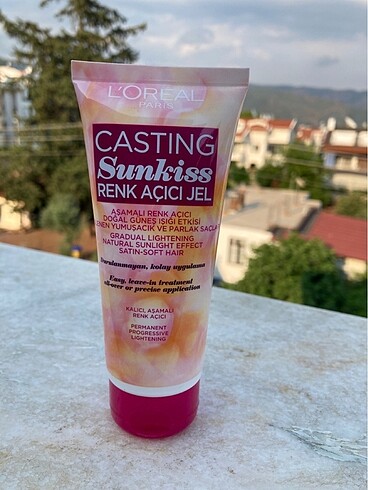 L'ORÉAL
PARIS
CASTING
Sunkiss
RENK AÇICI JEL
AŞAMALI RENK AÇICI
DOĞAL GÜNEŞ IŞIĞI ETKİSİ
YUMUŞACIK VE PARLAK SAÇLAR
GRADUAL LIGHTENING
NATURAL SUNLIGHT EFFECT
SATIN-SOFT HAIR
Durulanmayan, kolay uygulama
Easy, leave-in treatment
all-over or precise application
KALICI, AŞAMALI
RENK AÇICI
PERMANENT
PROGRESSIVE
LIGHTENING